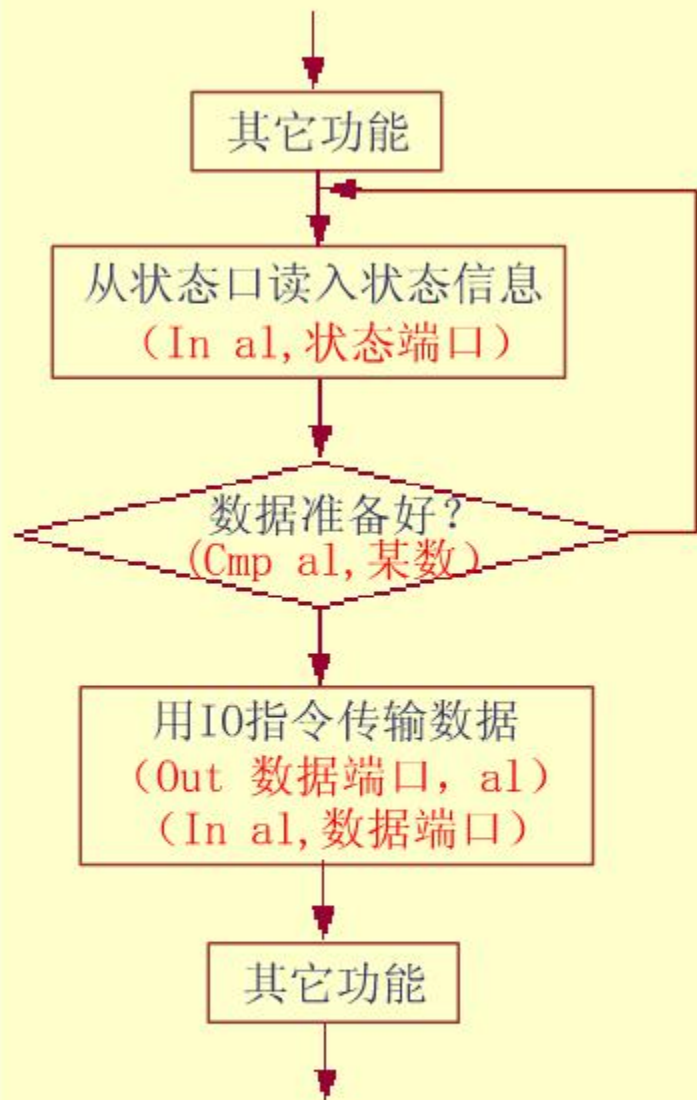 其它功能
从状态口读入状态信息
（In al,状态端口）
数据准备好？
(Cmp al,某数)
用IO指令传输数据
（Out 数据端口，al）
（In al,数据端口）
其它功能